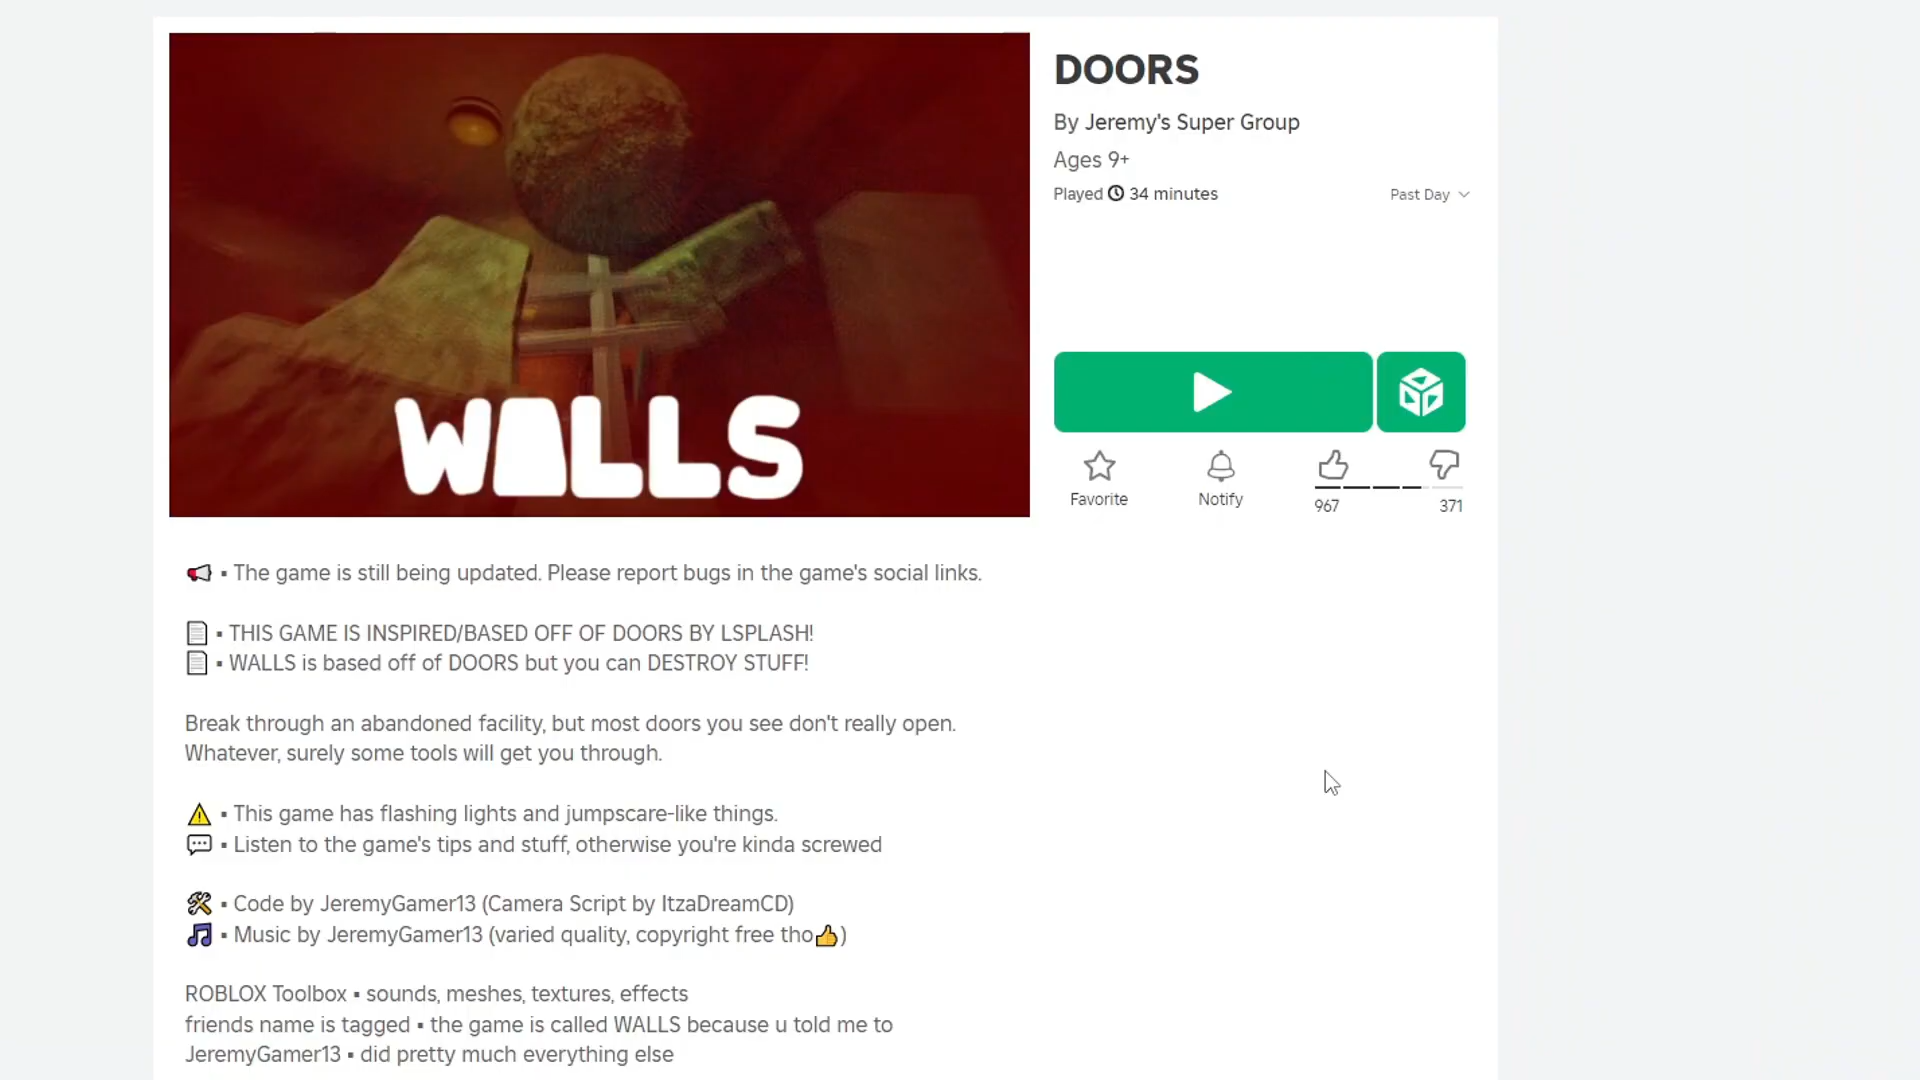 WALLS
DOORS
By Jeremy's Super Group
Ages 9+
Played 34 minutes
Past Day
Favorite
Notify
967
371
📢 ▪ The game is still being updated. Please report bugs in the game's social links.
📄 ▪ THIS GAME IS INSPIRED/BASED OFF OF DOORS BY LSPLASH!
📄 ▪ WALLS is based off of DOORS but you can DESTROY STUFF!
Break through an abandoned facility, but most doors you see don't really open.
Whatever, surely some tools will get you through.
⚠️ ▪ This game has flashing lights and jumpscare-like things.
💬 ▪ Listen to the game's tips and stuff, otherwise you're kinda screwed
🛠️ ▪ Code by JeremyGamer13 (Camera Script by ItzaDreamCD)
🎵 ▪ Music by JeremyGamer13 (varied quality, copyright free tho👍)
ROBLOX Toolbox ▪ sounds, meshes, textures, effects
friends name is tagged ▪ the game is called WALLS because u told me to
JeremyGamer13 ▪ did pretty much everything else